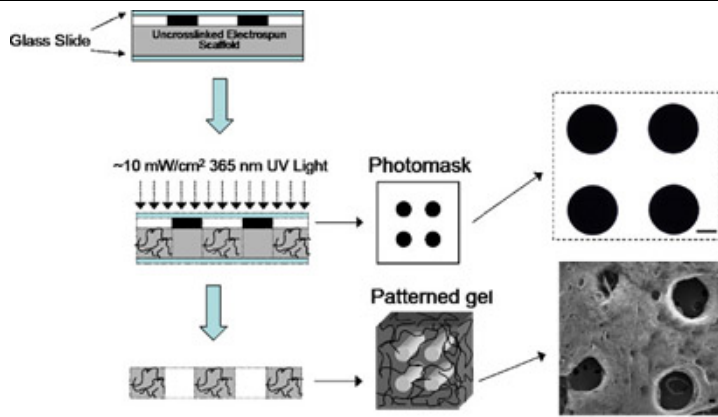 Glass Slide
Uncrosslinked Electrospun
Scaffold
~10 mW/cm² 365 nm UV Light
Photomask
Patterned gel